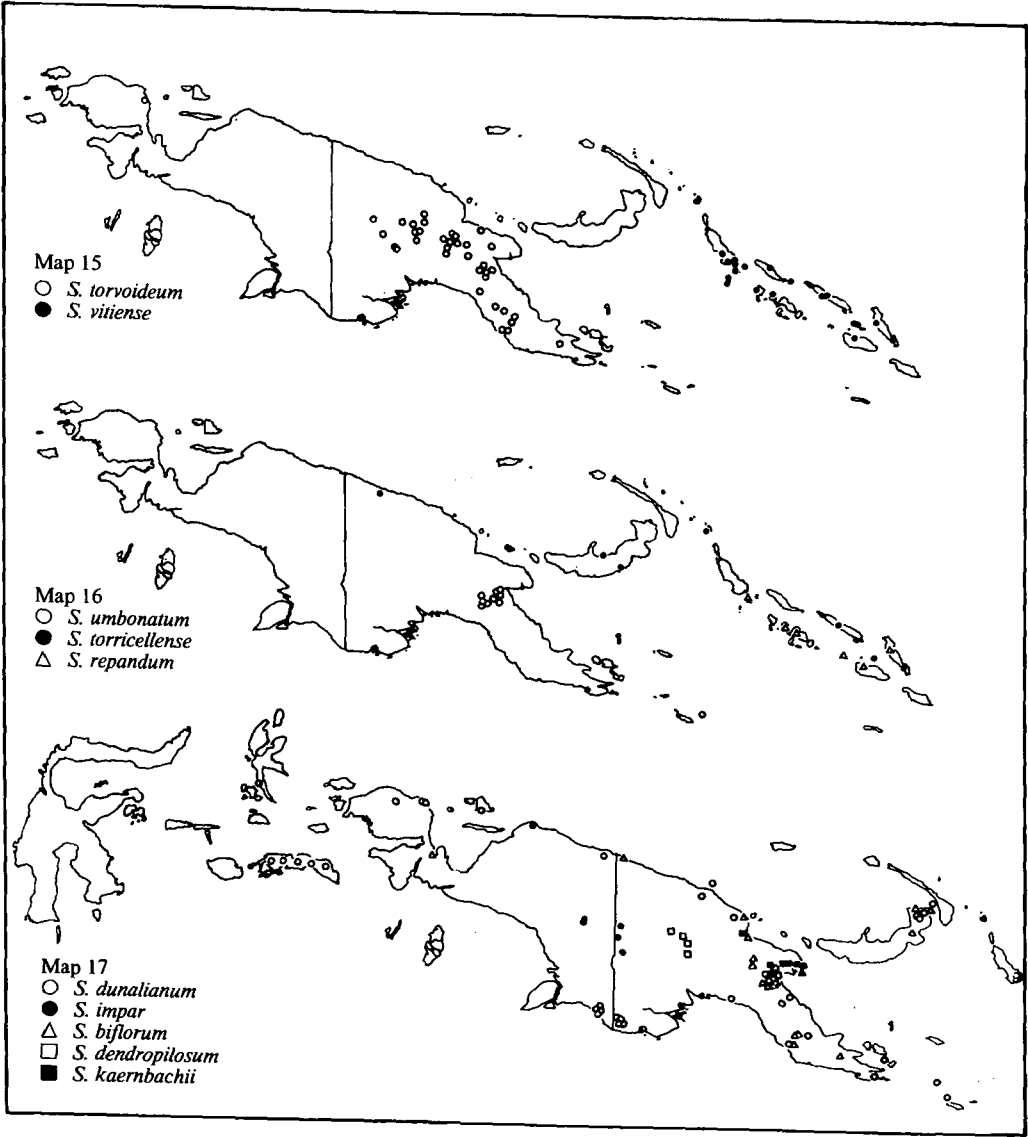 Map 15
○ S. torvoideum
● S. vitiense
Map 16
○ S. umbonatum
● S. torricellense
△ S. repandum
Map 17
○ S. dunalianum
● S. impar
△ S. biflorum
□ S. dendropilosum
■ S. kaernbachii